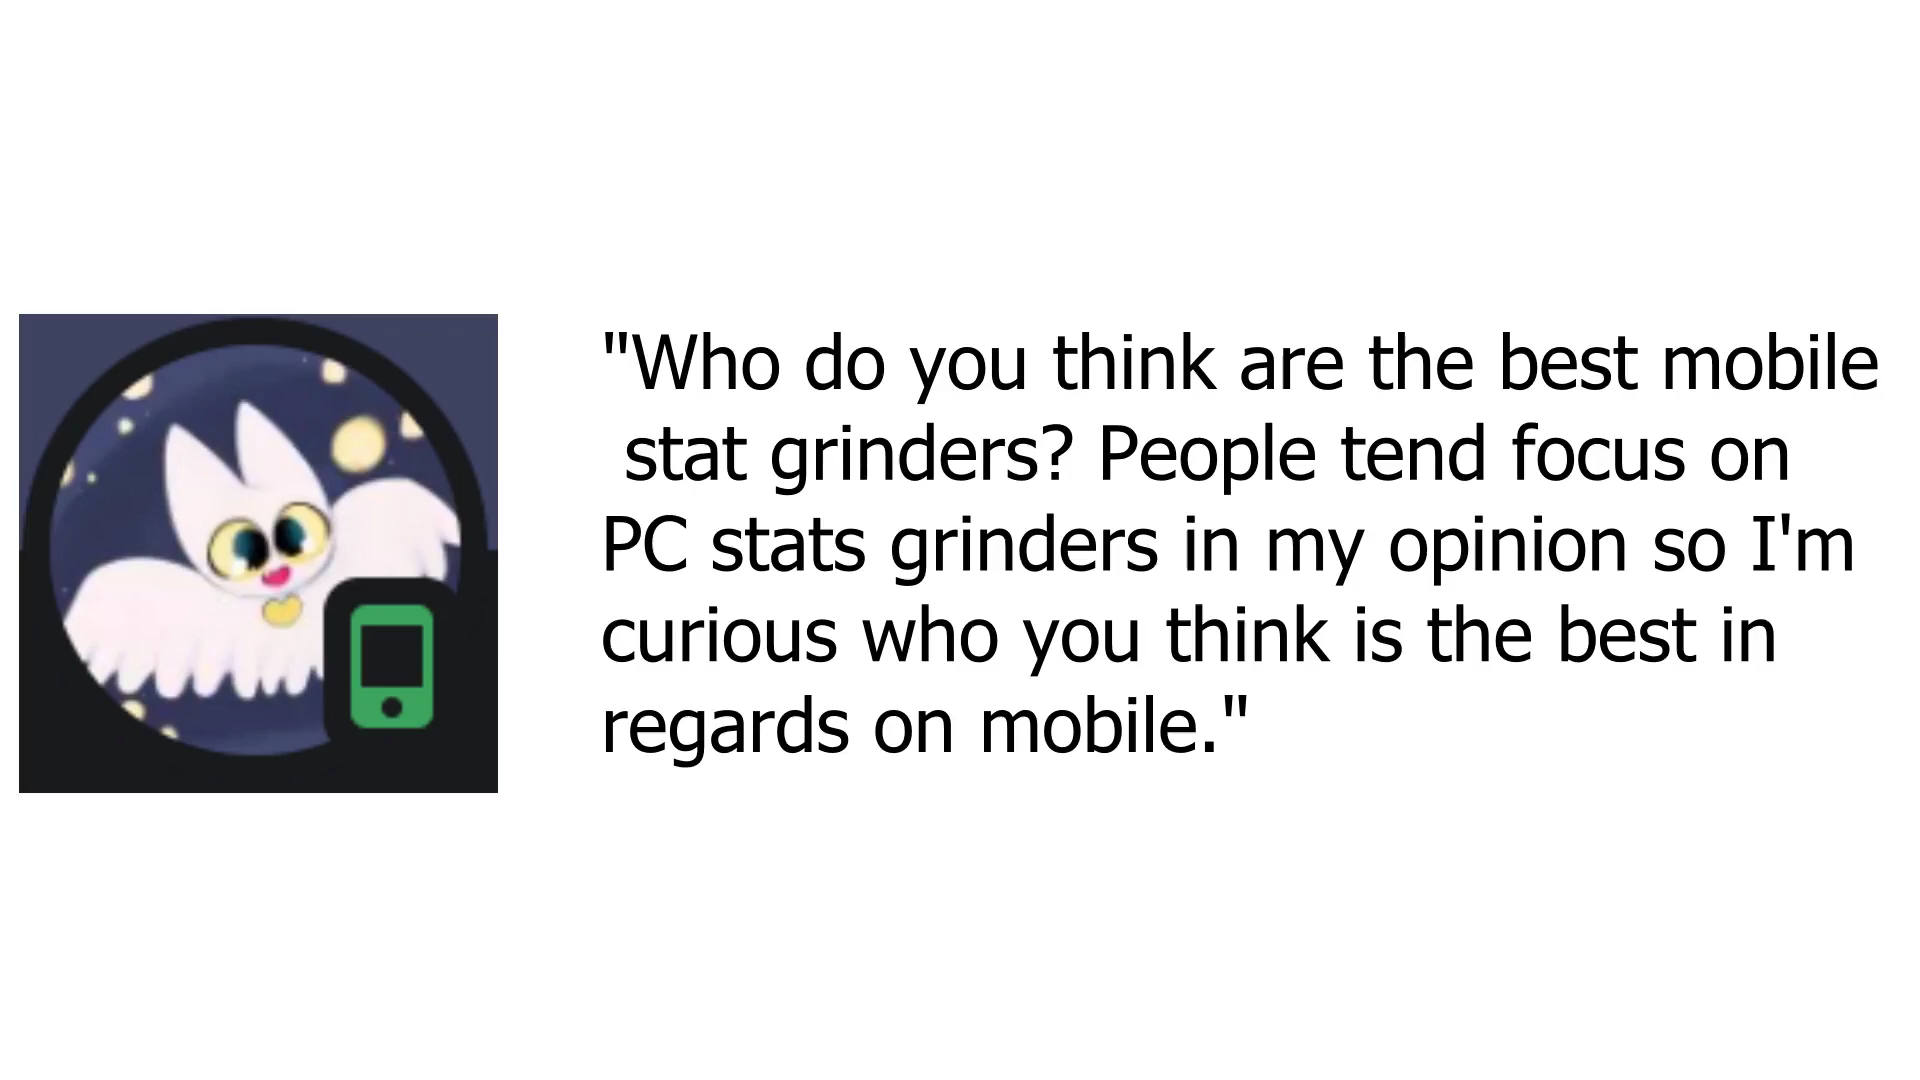 "Who do you think are the best mobile
stat grinders? People tend focus on
PC stats grinders in my opinion so I'm
curious who you think is the best in
regards on mobile."